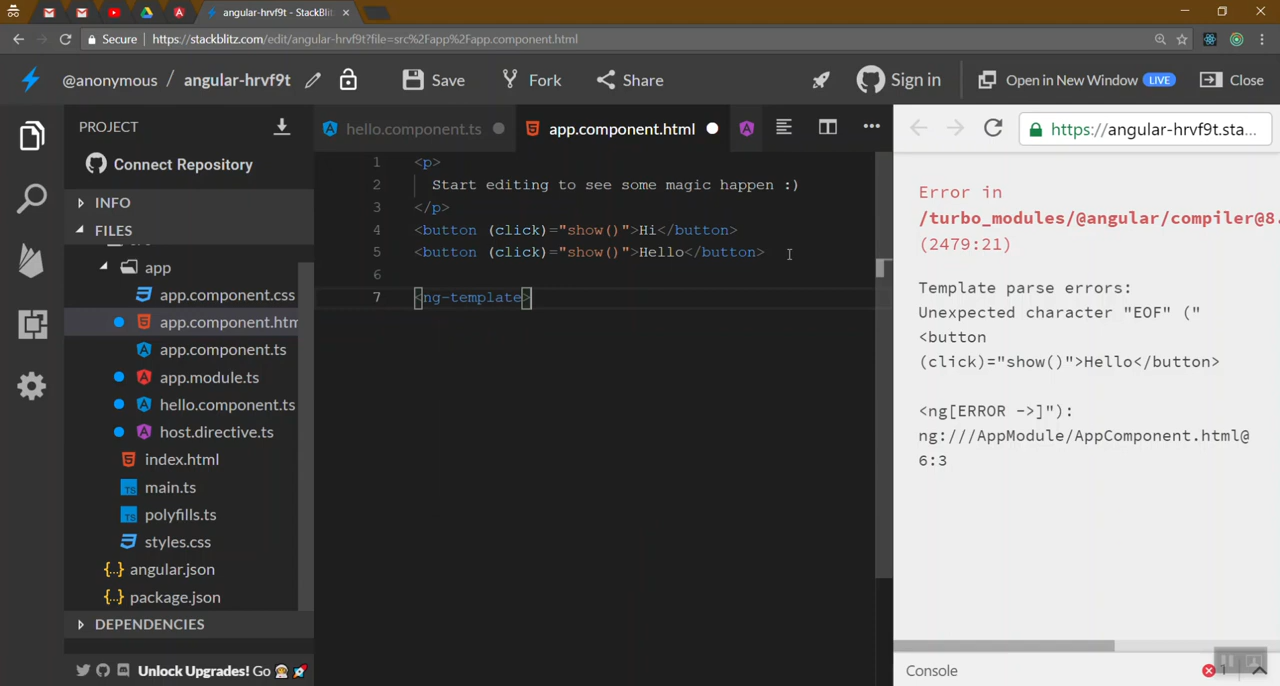 angular-hrvf9t - StackBlitz
Secure | https://stackblitz.com/edit/angular-hrvf9t?file=src%2Fapp%2Fapp.component.html
@anonymous / angular-hrvf9t
Save
Fork
Share
Sign in
Open in New Window LIVE
Close
PROJECT
Connect Repository
INFO
FILES
app
app.component.css
app.component.htm
app.component.ts
app.module.ts
hello.component.ts
host.directive.ts
index.html
main.ts
polyfills.ts
styles.css
angular.json
package.json
DEPENDENCIES
Unlock Upgrades! Go
hello.component.ts
app.component.html
1 <p>
2 Start editing to see some magic happen :)
3 </p>
4 <button (click)="show()">Hi</button>
5 <button (click)="show()">Hello</button>
6
7 <ng-template>
https://angular-hrvf9t.sta...
Error in
/turbo_modules/@angular/compiler@8.
(2479:21)
Template parse errors:
Unexpected character "EOF" ("
<button
(click)="show()">Hello</button>
<ng[ERROR ->]"):
ng:///AppModule/AppComponent.html@
6:3
Console
1